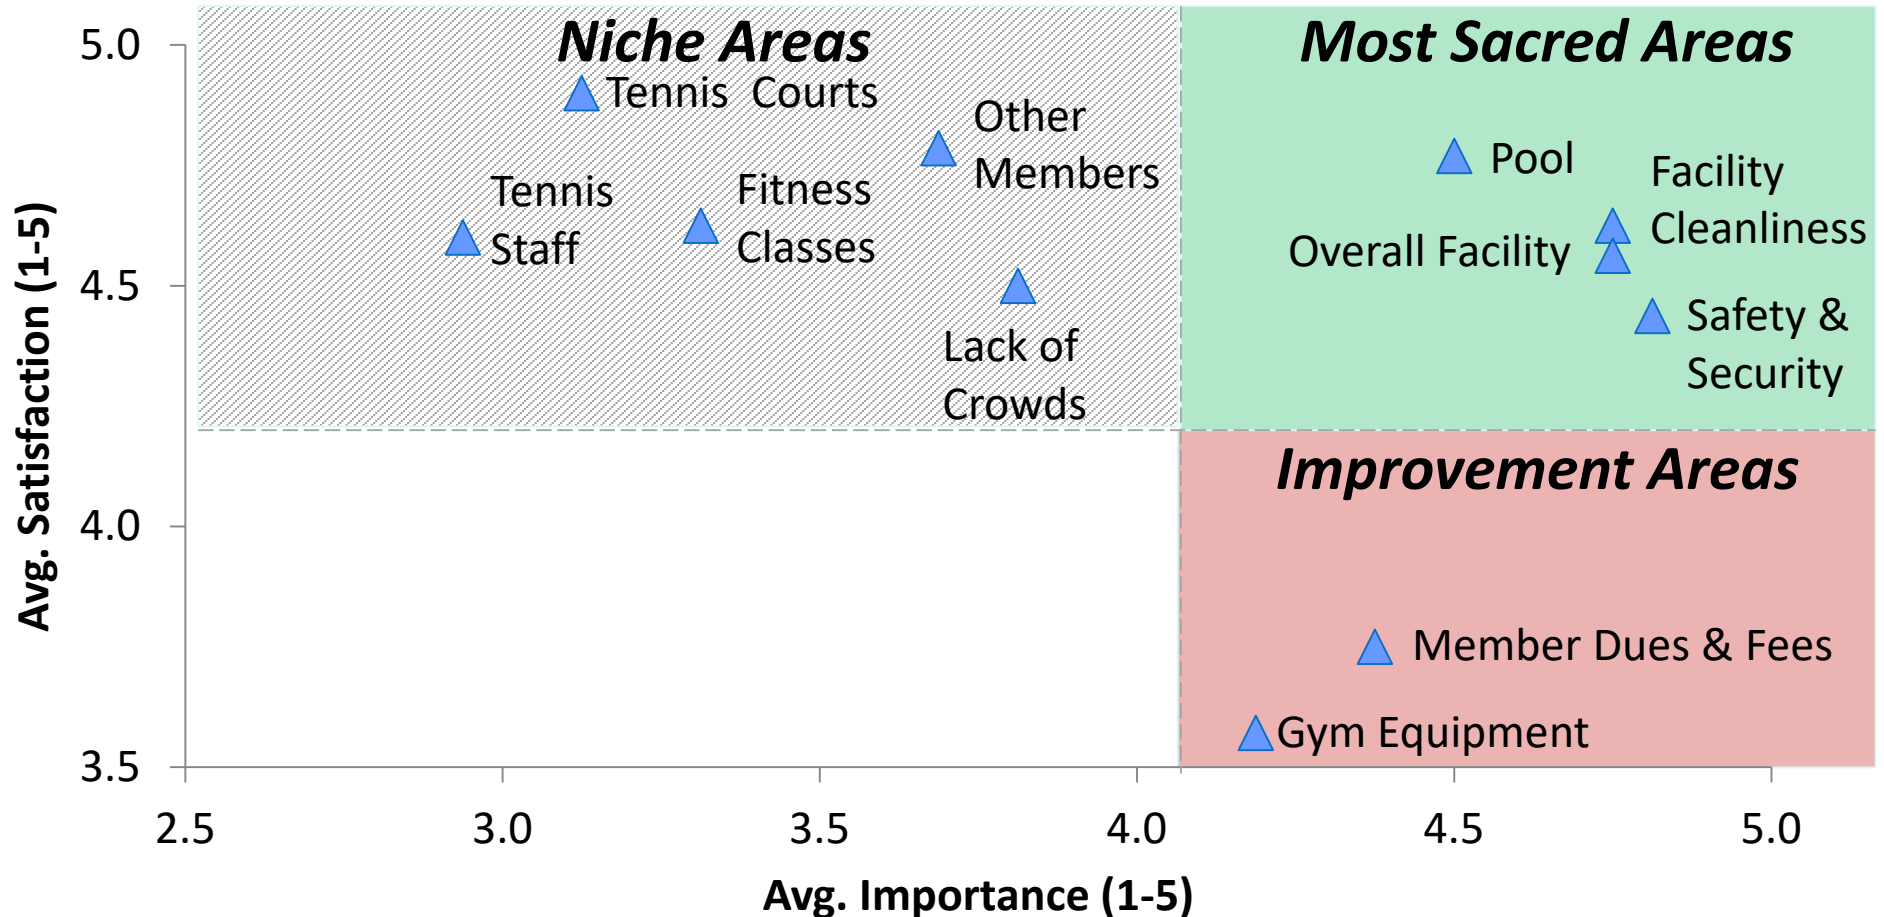 Niche Areas
Most Sacred Areas
5.0
Tennis Courts
Other
Members
Pool
Facility
Cleanliness
Tennis
Staff
Fitness
Classes
Overall Facility
4.5
Safety &
Security
Lack of
Crowds
Improvement Areas
4.0
Member Dues & Fees
Gym Equipment
3.5
Avg. Satisfaction (1-5)
2.5 3.0 3.5 4.0 4.5 5.0
Avg. Importance (1-5)